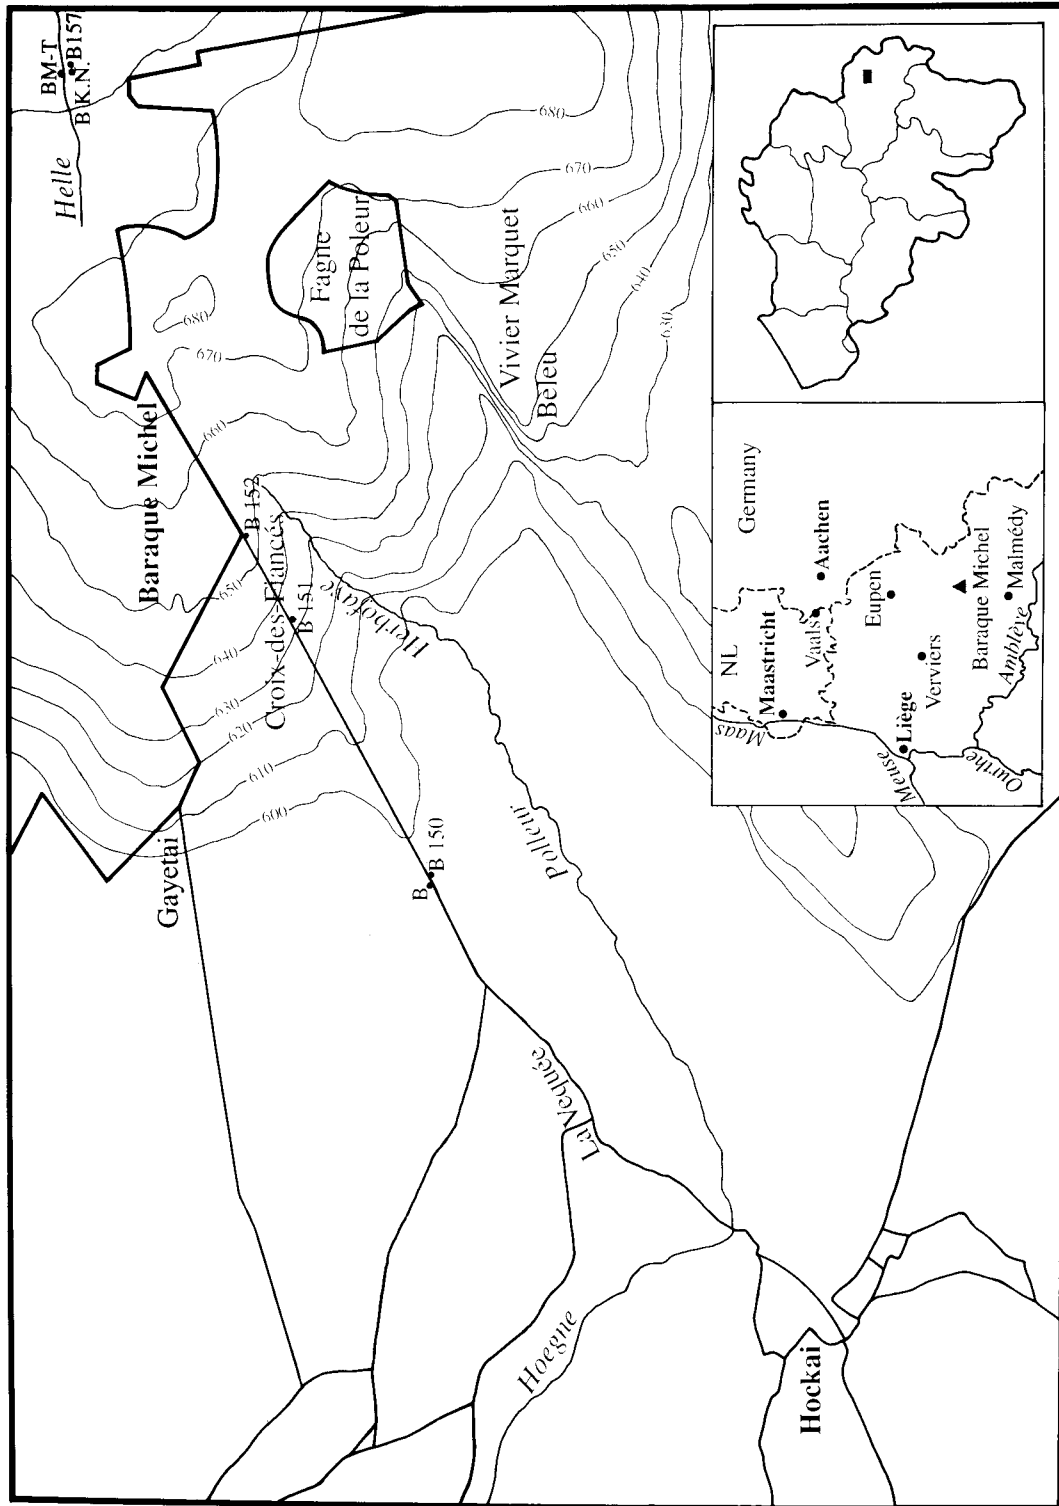 BM-T
B K.N.
B157
Helle
680
670
660
650
640
630
Fagne
de la Poleur
Vivier Marquet
Bèleu
680
670
660
650
640
630
620
610
600
Baraque Michel
B 152
Croix-des-Fiancés
B 151
Herbofaye
Polleur
Gayetai
B
B 150
La Vequée
Hoegne
Hockai
Germany
NL
Aachen
Maastricht
Vaals
Maas
Eupen
Baraque Michel
Malmédy
Verviers
Amblève
Liège
Meuse
Ourthe